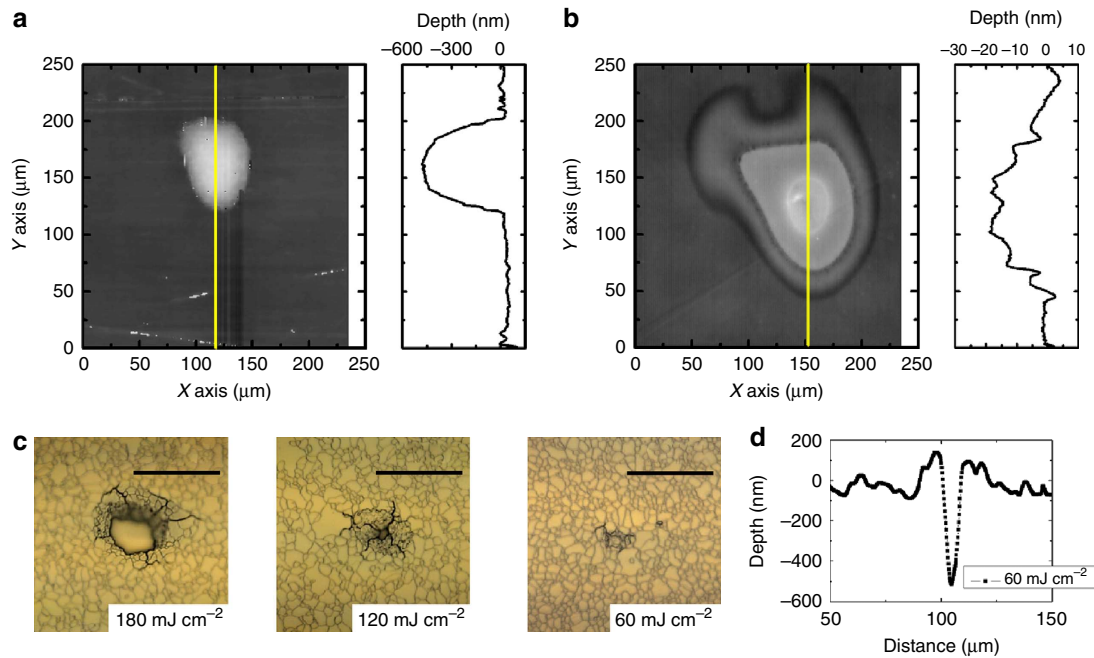 a
Depth (nm)
–600 –300 0
250
200
150
100
50
0
Y axis (μm)
0 50 100 150 200 250
X axis (μm)
b
Depth (nm)
–30 –20 –10 0 10
250
200
150
100
50
0
Y axis (μm)
0 50 100 150 200 250
X axis (μm)
c
180 mJ cm–2
120 mJ cm–2
60 mJ cm–2
d
200
0
–200
–400
–600
Depth (nm)
60 mJ cm–2
50 100 150
Distance (μm)